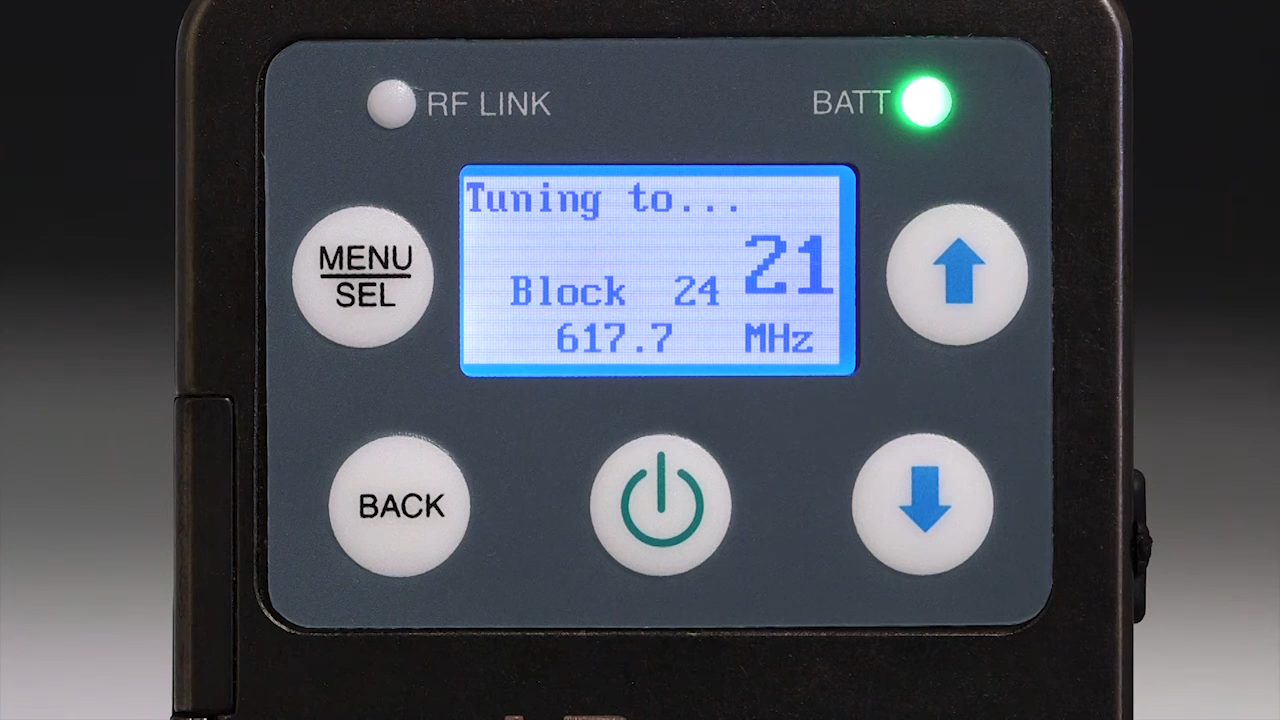 RF LINK
BATT
Tuning to...
21
Block 24
617.7 MHz
MENU
SEL
BACK